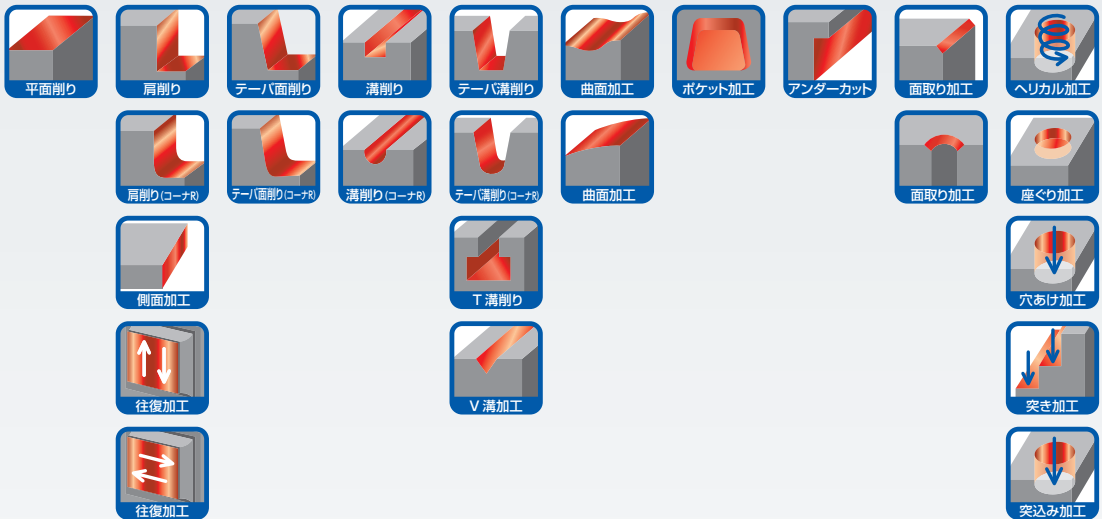 平面削り
肩削り
テーパ面削り
溝削り
テーパ溝削り
曲面加工
ポケット加工
アンダーカット
面取り加工
ヘリカル加工
肩削り(コーナR)
テーパ面削り(コーナR)
溝削り(コーナR)
テーパ溝削り(コーナR)
曲面加工
面取り加工
座ぐり加工
側面加工
T溝削り
穴あけ加工
往復加工
V溝加工
突き加工
往復加工
突込み加工